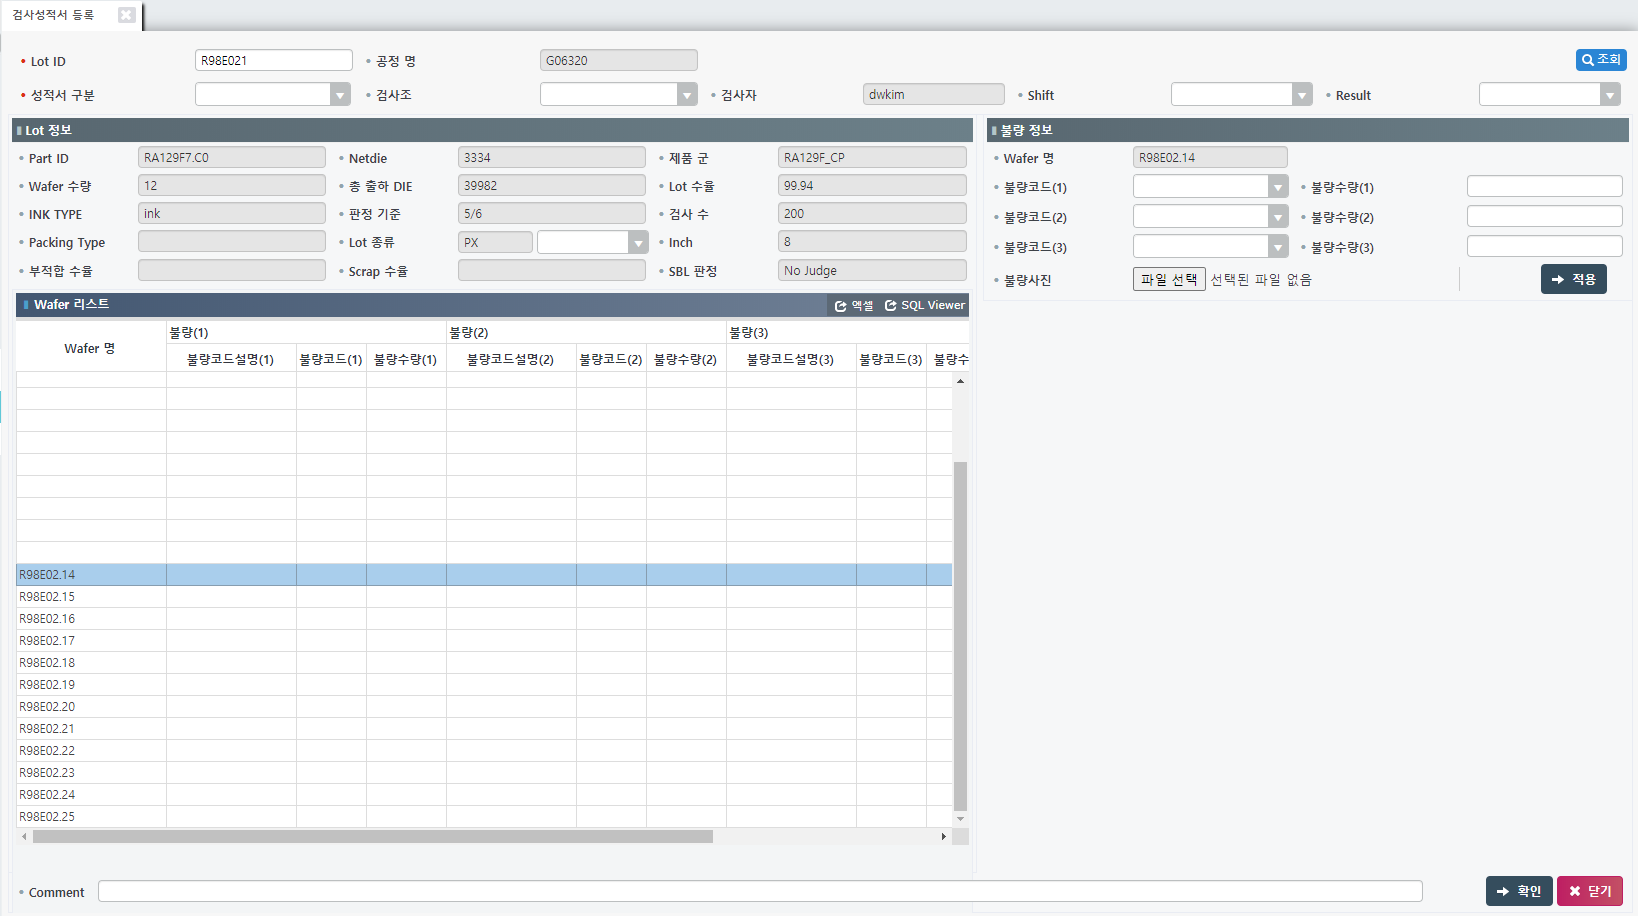 검사성적서 등록
Lot ID R98E021 공정 명 G06320 조회
성적서 구분 검사조 검사자 dwkim Shift Result
Lot 정보
Part ID RA129F7.C0 Netdie 3334 제품 군 RA129F_CP
Wafer 수량 12 총 출하 DIE 39982 Lot 수율 99.94
INK TYPE ink 판정 기준 5/6 검사 수 200
Packing Type Lot 종류 PX Inch 8
부적합 수율 Scrap 수율 SBL 판정 No Judge
불량 정보
Wafer 명 R98E02.14
불량코드(1) 불량수량(1)
불량코드(2) 불량수량(2)
불량코드(3) 불량수량(3)
불량사진 파일 선택 선택된 파일 없음 적용
Wafer 리스트 엑셀 SQL Viewer
Wafer 명 불량(1) 불량(2) 불량(3)
불량코드설명(1) 불량코드(1) 불량수량(1) 불량코드설명(2) 불량코드(2) 불량수량(2) 불량코드설명(3) 불량코드(3) 불량수
R98E02.14
R98E02.15
R98E02.16
R98E02.17
R98E02.18
R98E02.19
R98E02.20
R98E02.21
R98E02.22
R98E02.23
R98E02.24
R98E02.25
Comment 확인 닫기